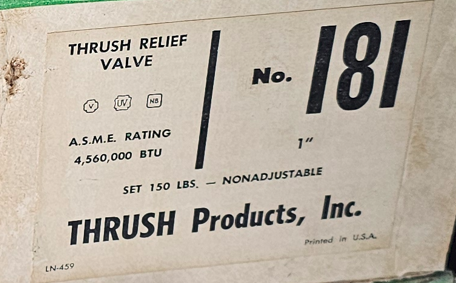 THRUSH RELIEF
VALVE
No. 181
V UV NB
A.S.M.E. RATING
4,560,000 BTU
1"
SET 150 LBS. — NONADJUSTABLE
THRUSH Products, Inc.
Printed in U.S.A.
LN-459